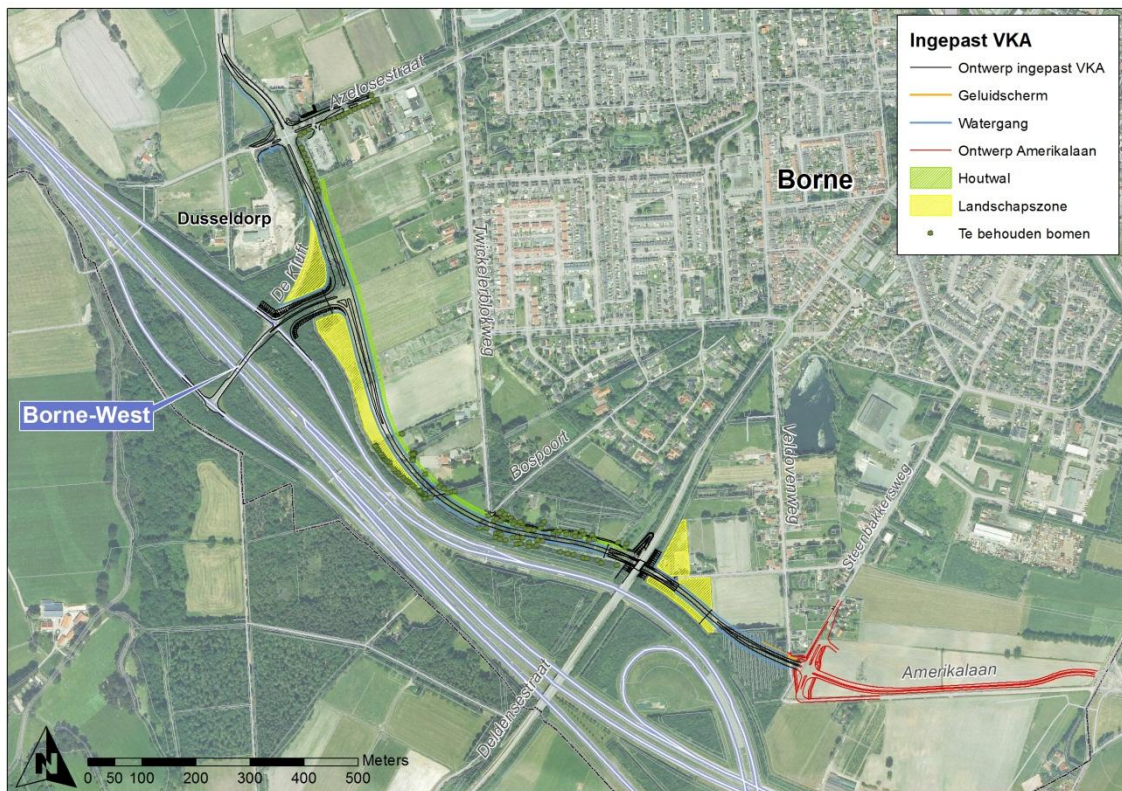 Ingepast VKA
Ontwerp ingepast VKA
Geluidscherm
Watergang
Ontwerp Amerikalaan
Houtwal
Landschapszone
Te behouden bomen
Azelosestraat
Borne
Dusseldorp
De Kluft
Twickelerblokweg
Borne-West
Bospoort
Veldovenweg
Steenbakkersweg
Amerikalaan
Deldensestraat
N
0 50 100 200 300 400 500 Meters